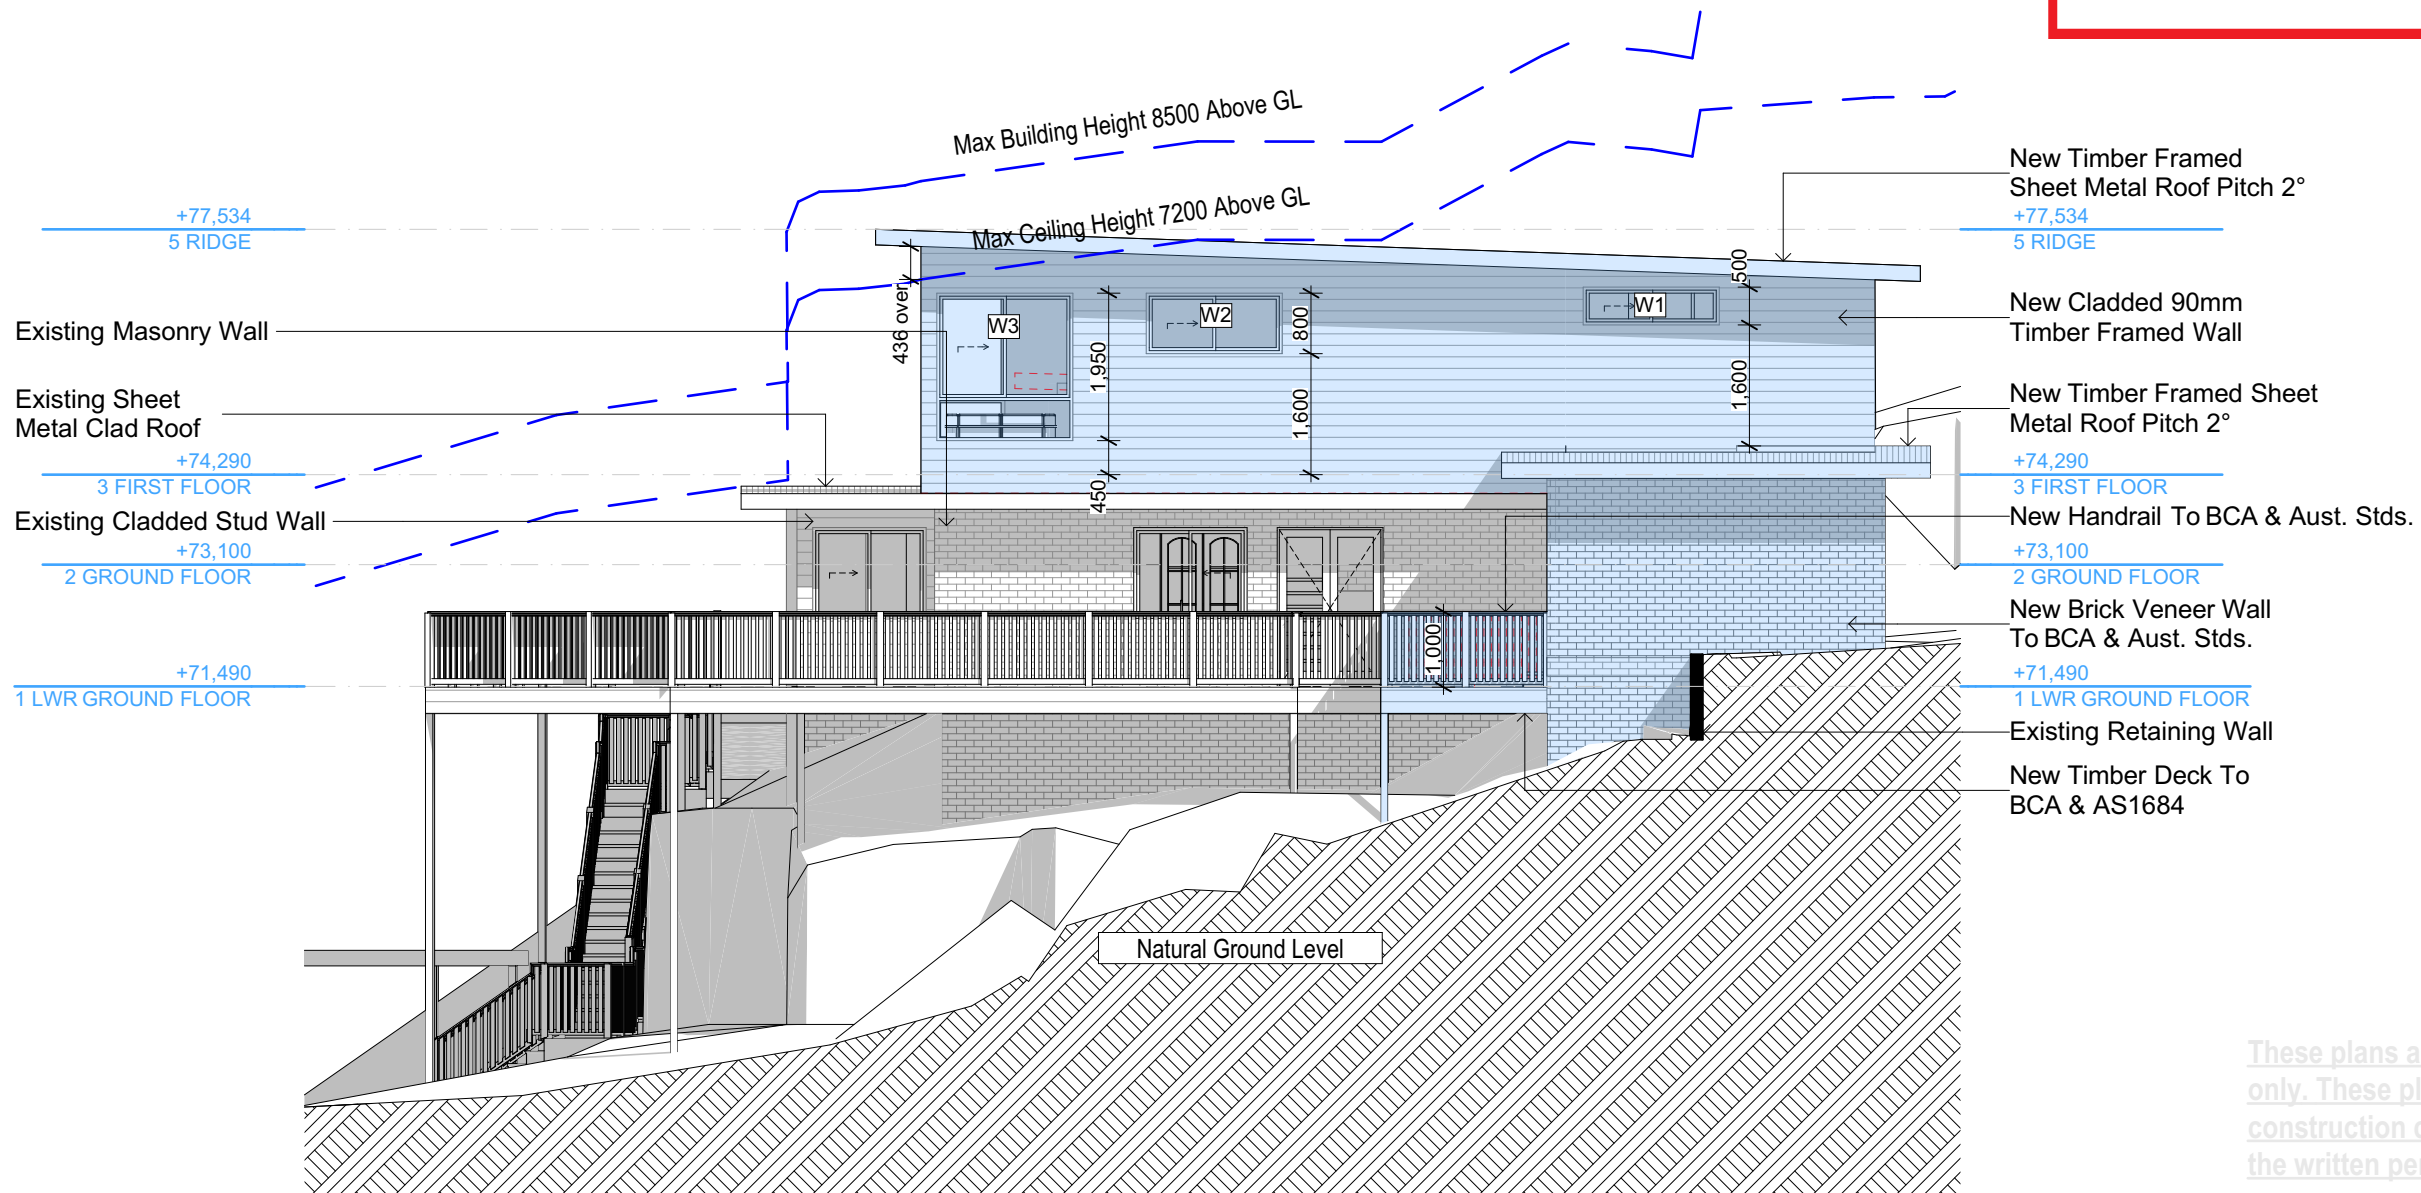 Max Building Height 8500 Above GL
Max Ceiling Height 7200 Above GL
+77,534
5 RIDGE
Existing Masonry Wall
Existing Sheet
Metal Clad Roof
+74,290
3 FIRST FLOOR
Existing Cladded Stud Wall
+73,100
2 GROUND FLOOR
+71,490
1 LWR GROUND FLOOR
436 over
W3
1,950
450
W2
800
1,600
W1
500
1,600
1,000
Natural Ground Level
New Timber Framed
Sheet Metal Roof Pitch 2°
+77,534
5 RIDGE
New Cladded 90mm
Timber Framed Wall
New Timber Framed Sheet
Metal Roof Pitch 2°
+74,290
3 FIRST FLOOR
New Handrail To BCA & Aust. Stds.
+73,100
2 GROUND FLOOR
New Brick Veneer Wall
To BCA & Aust. Stds.
+71,490
1 LWR GROUND FLOOR
Existing Retaining Wall
New Timber Deck To
BCA & AS1684
These plans a
only. These pl
construction
the written pe